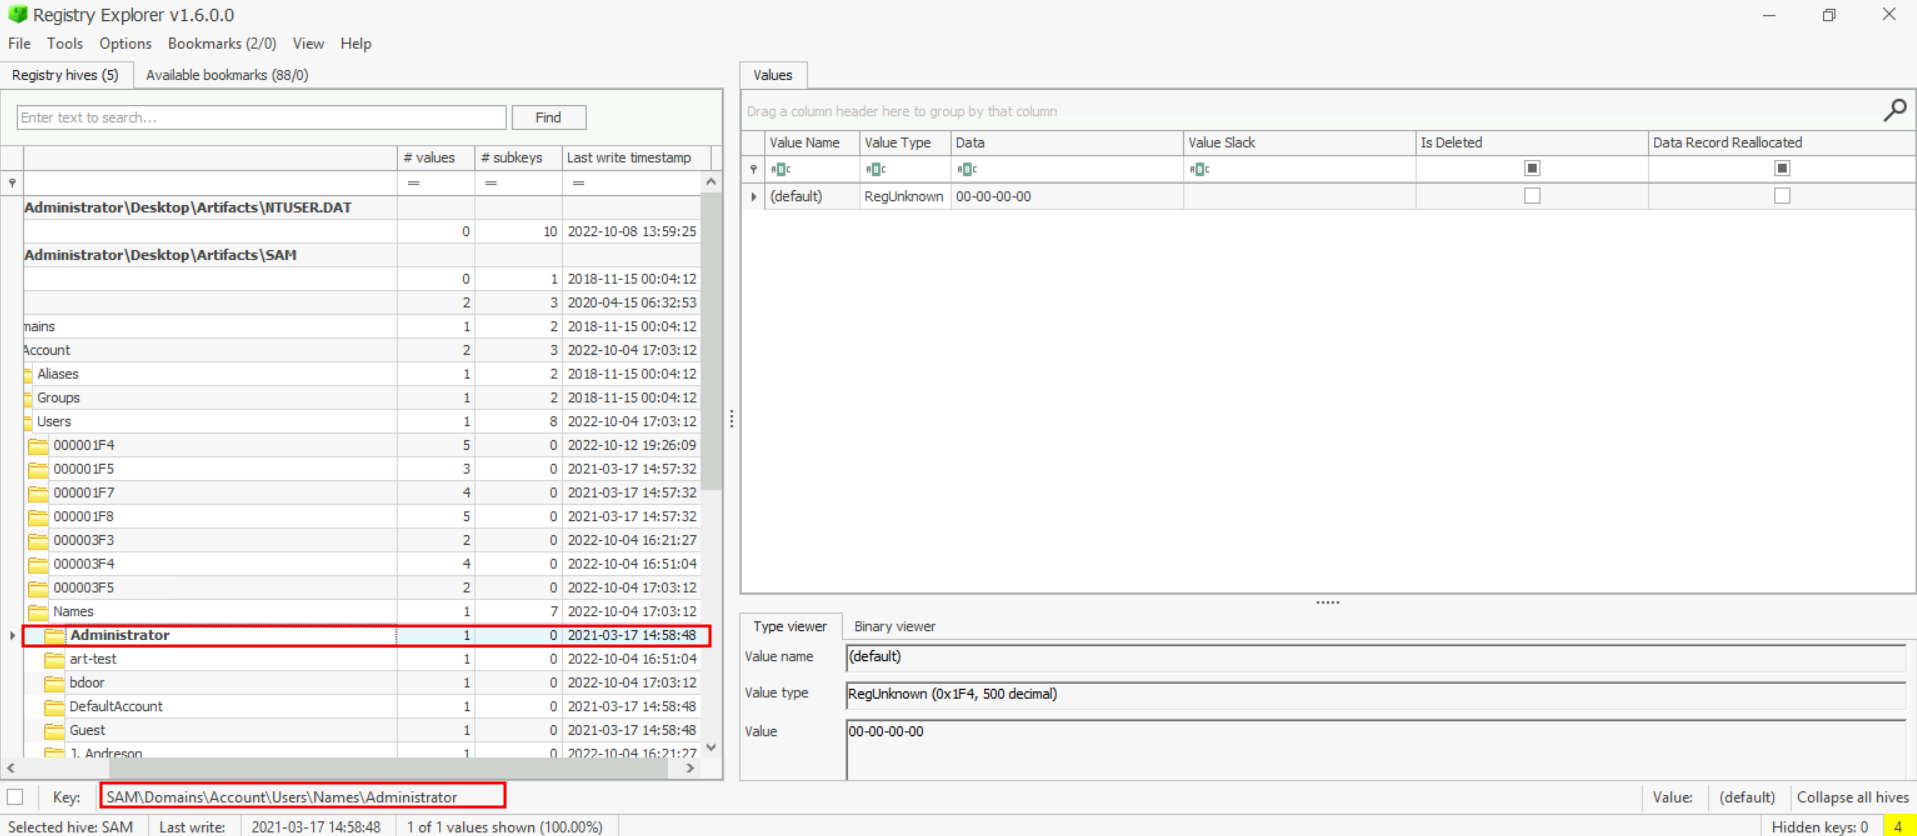 Registry Explorer v1.6.0.0
File Tools Options Bookmarks (2/0) View Help
Registry hives (5) Available bookmarks (88/0)
Enter text to search... Find
# values # subkeys Last write timestamp
= = =
Administrator\Desktop\Artifacts\NTUSER.DAT
0 10 2022-10-08 13:59:25
Administrator\Desktop\Artifacts\SAM
0 1 2018-11-15 00:04:12
2 3 2020-04-15 06:32:53
mains 1 2 2018-11-15 00:04:12
Account 2 3 2022-10-04 17:03:12
Aliases 1 2 2018-11-15 00:04:12
Groups 1 2 2018-11-15 00:04:12
Users 1 8 2022-10-04 17:03:12
000001F4 5 0 2022-10-12 19:26:09
000001F5 3 0 2021-03-17 14:57:32
000001F7 4 0 2021-03-17 14:57:32
000001F8 5 0 2021-03-17 14:57:32
000003F3 2 0 2022-10-04 16:21:27
000003F4 4 0 2022-10-04 16:51:04
000003F5 2 0 2022-10-04 17:03:12
Names 1 7 2022-10-04 17:03:12
Administrator 1 0 2021-03-17 14:58:48
art-test 1 0 2022-10-04 16:51:04
bdoor 1 0 2022-10-04 17:03:12
DefaultAccount 1 0 2021-03-17 14:58:48
Guest 1 0 2021-03-17 14:58:48
J. Andreson 1 0 2022-10-04 16:21:27
Values
Drag a column header here to group by that column
Value Name Value Type Data Value Slack Is Deleted Data Record Reallocated
(default) RegUnknown 00-00-00-00
Type viewer Binary viewer
Value name (default)
Value type RegUnknown (0x1F4, 500 decimal)
Value 00-00-00-00
Key: SAM\Domains\Account\Users\Names\Administrator
Value: (default) Collapse all hives
Selected hive: SAM Last write: 2021-03-17 14:58:48 1 of 1 values shown (100.00%)
Hidden keys: 0 4